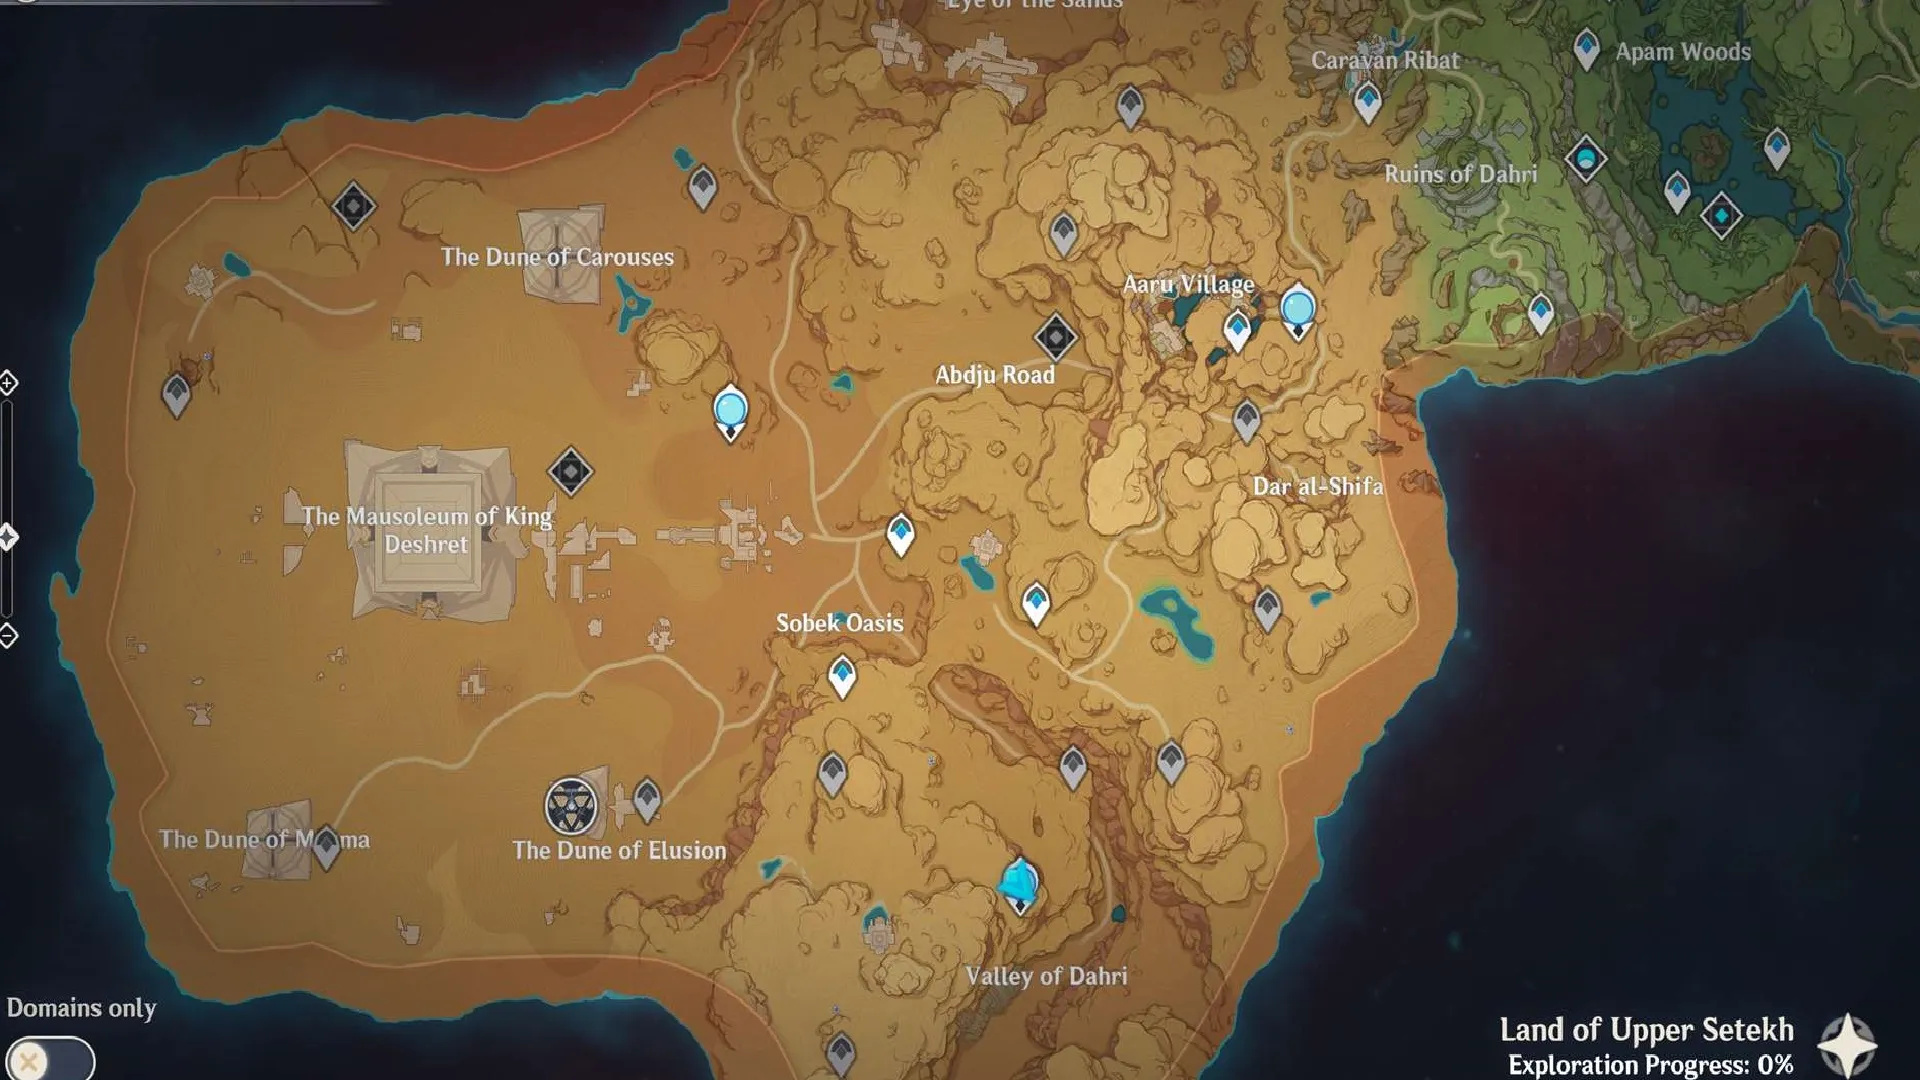 Eye of the Sands
Caravan Ribat
Apam Woods
Ruins of Dahri
The Dune of Carouses
Aaru Village
Abdju Road
Dar al-Shifa
The Mausoleum of King
Deshret
Sobek Oasis
The Dune of M ma
The Dune of Elusion
Valley of Dahri
Domains only
Land of Upper Setekh
Exploration Progress: 0%